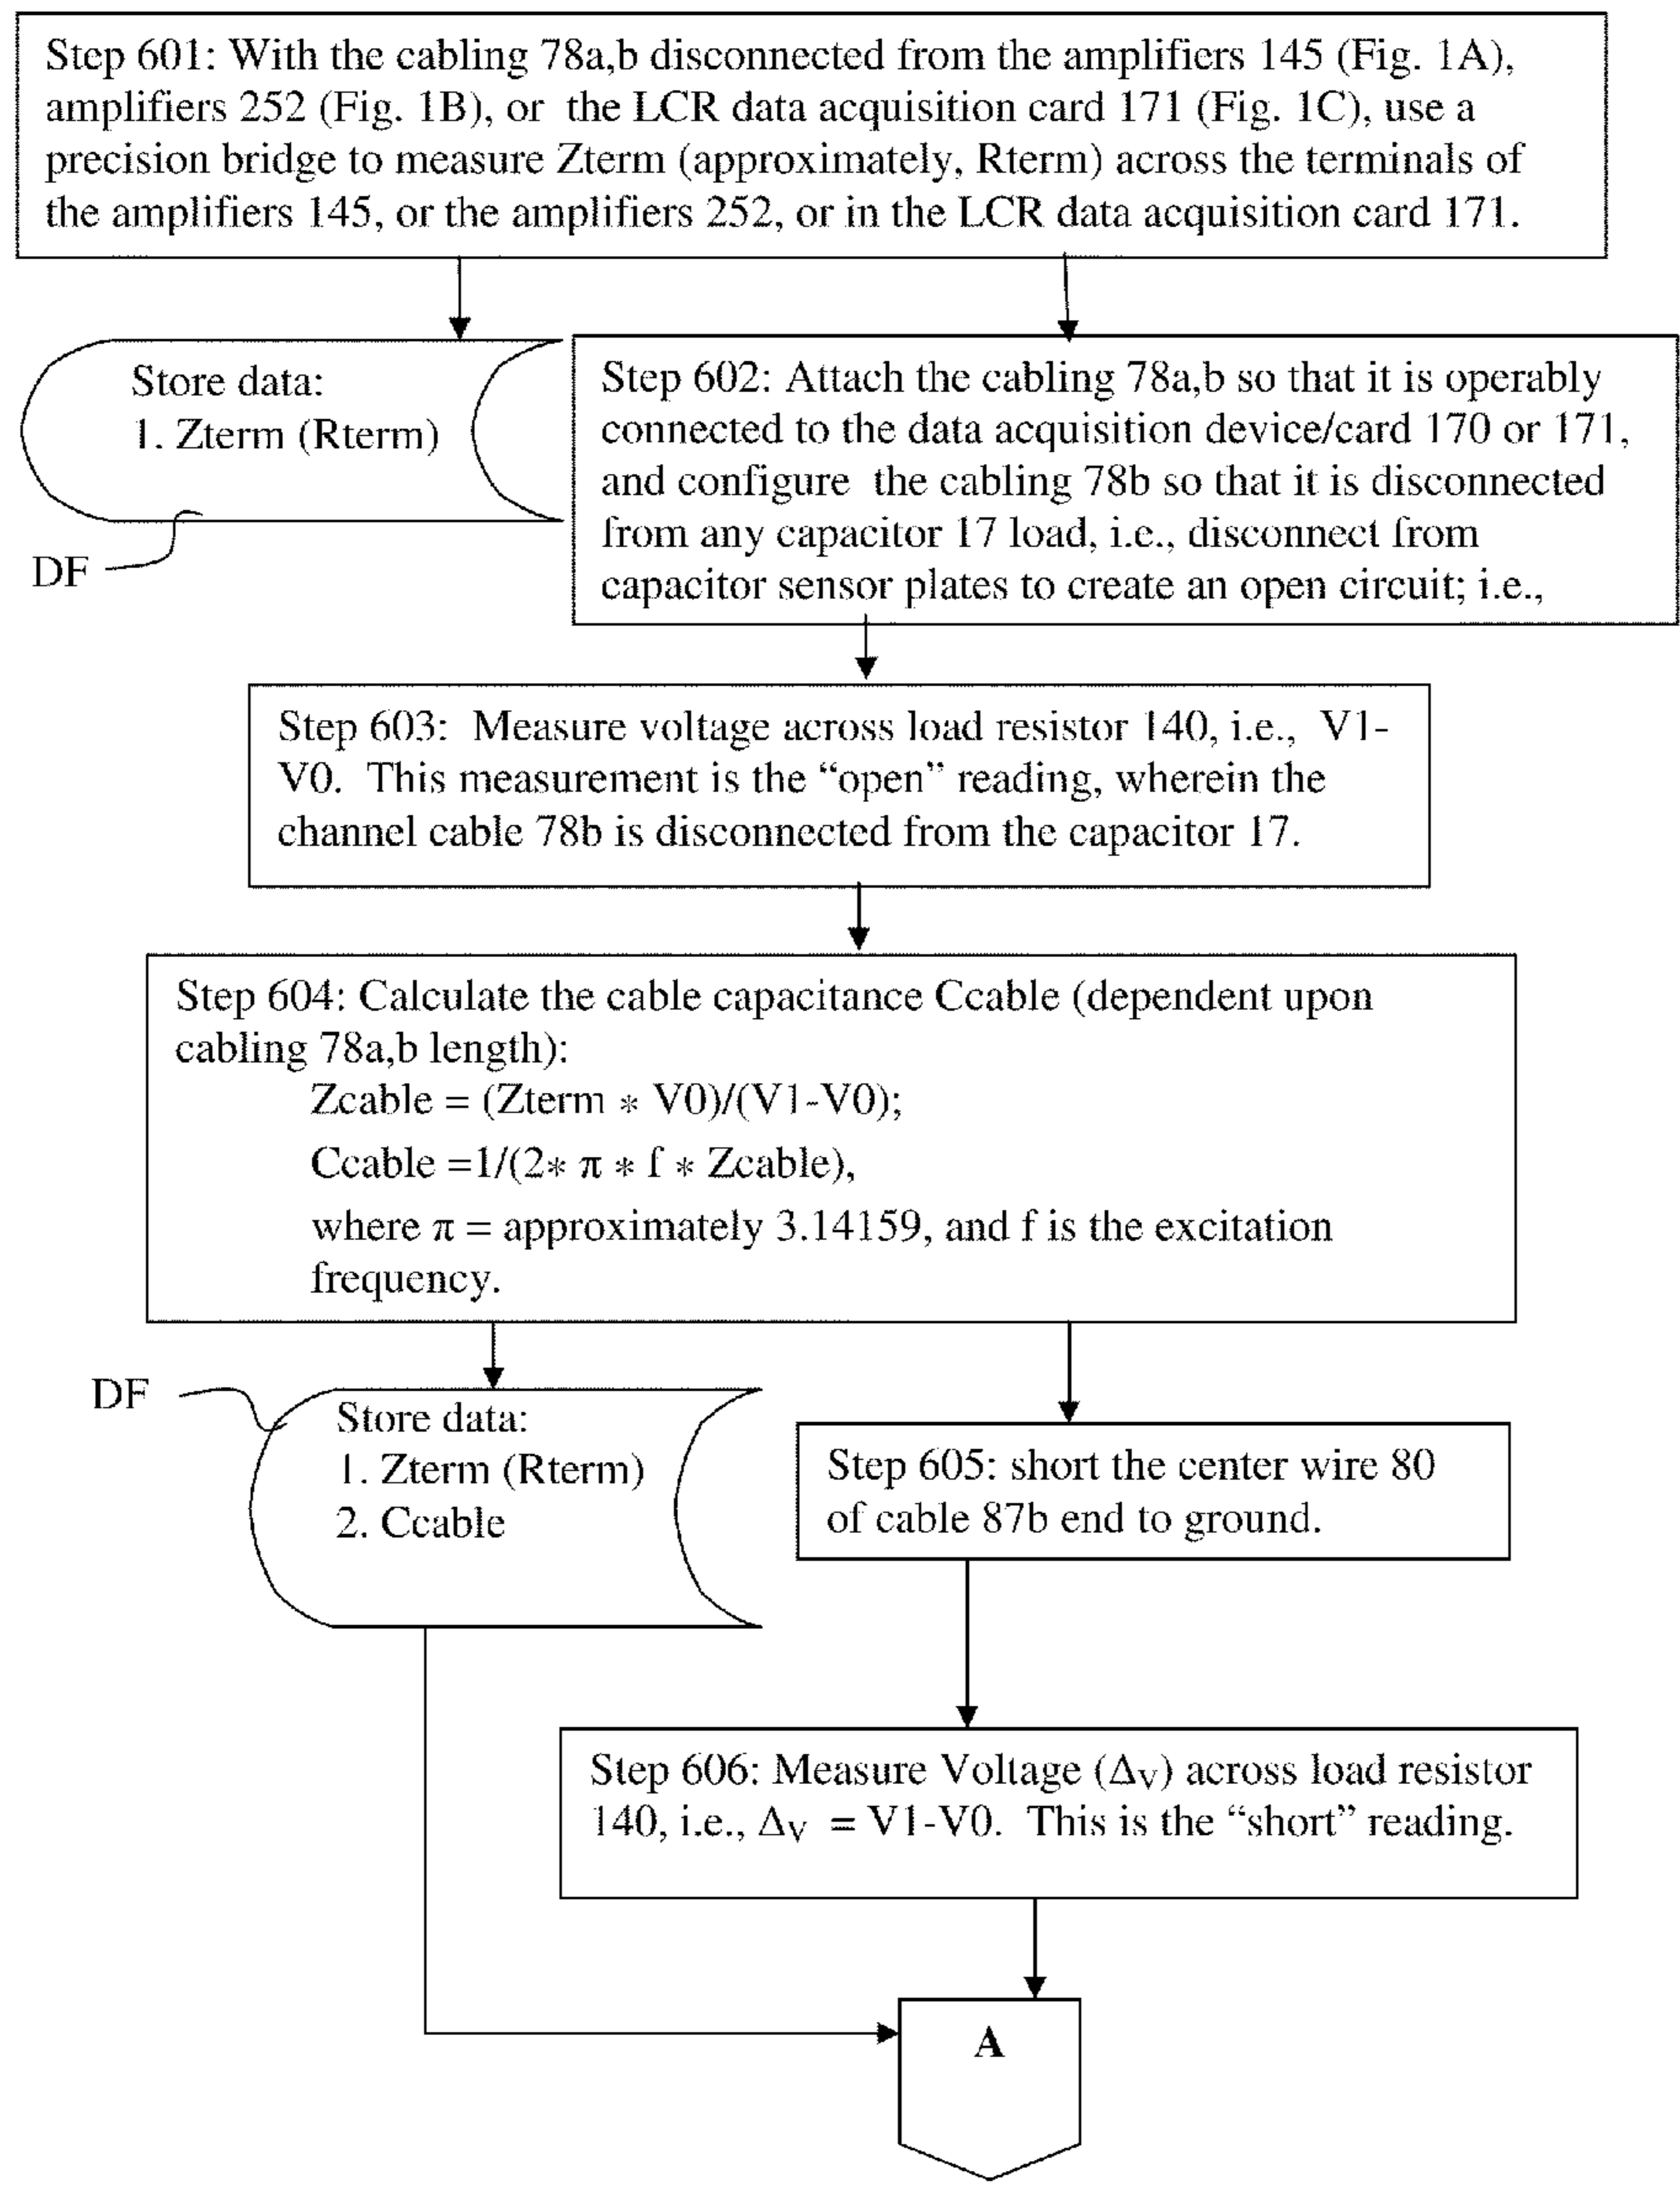 Step 601: With the cabling 78a,b disconnected from the amplifiers 145 (Fig. 1A),
amplifiers 252 (Fig. 1B), or the LCR data acquisition card 171 (Fig. 1C), use a
precision bridge to measure Zterm (approximately, Rterm) across the terminals of
the amplifiers 145, or the amplifiers 252, or in the LCR data acquisition card 171.
Store data:
1. Zterm (Rterm)
DF
Step 602: Attach the cabling 78a,b so that it is operably
connected to the data acquisition device/card 170 or 171,
and configure the cabling 78b so that it is disconnected
from any capacitor 17 load, i.e., disconnect from
capacitor sensor plates to create an open circuit; i.e.,
Step 603: Measure voltage across load resistor 140, i.e., V1-
V0. This measurement is the “open” reading, wherein the
channel cable 78b is disconnected from the capacitor 17.
Step 604: Calculate the cable capacitance Ccable (dependent upon
cabling 78a,b length):
Zcable = (Zterm * V0)/(V1-V0);
Ccable =1/(2* π * f * Zcable),
where π = approximately 3.14159, and f is the excitation
frequency.
DF
Store data:
1. Zterm (Rterm)
2. Ccable
Step 605: short the center wire 80
of cable 87b end to ground.
Step 606: Measure Voltage (ΔV) across load resistor
140, i.e., ΔV = V1-V0. This is the “short” reading.
A